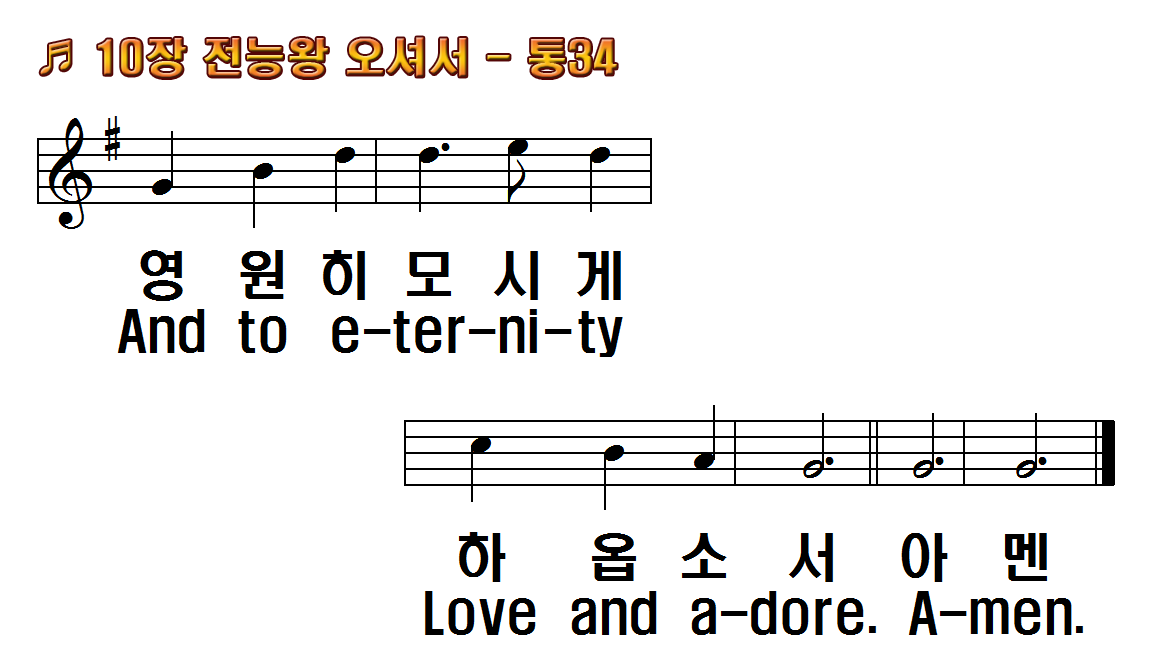 ♬ 10장 전능왕 오셔서 - 통34
영 원 히 모 시 게
And to e-ter-ni-ty
하 옵 소 서 아 멘
Love and a-dore. A-men.